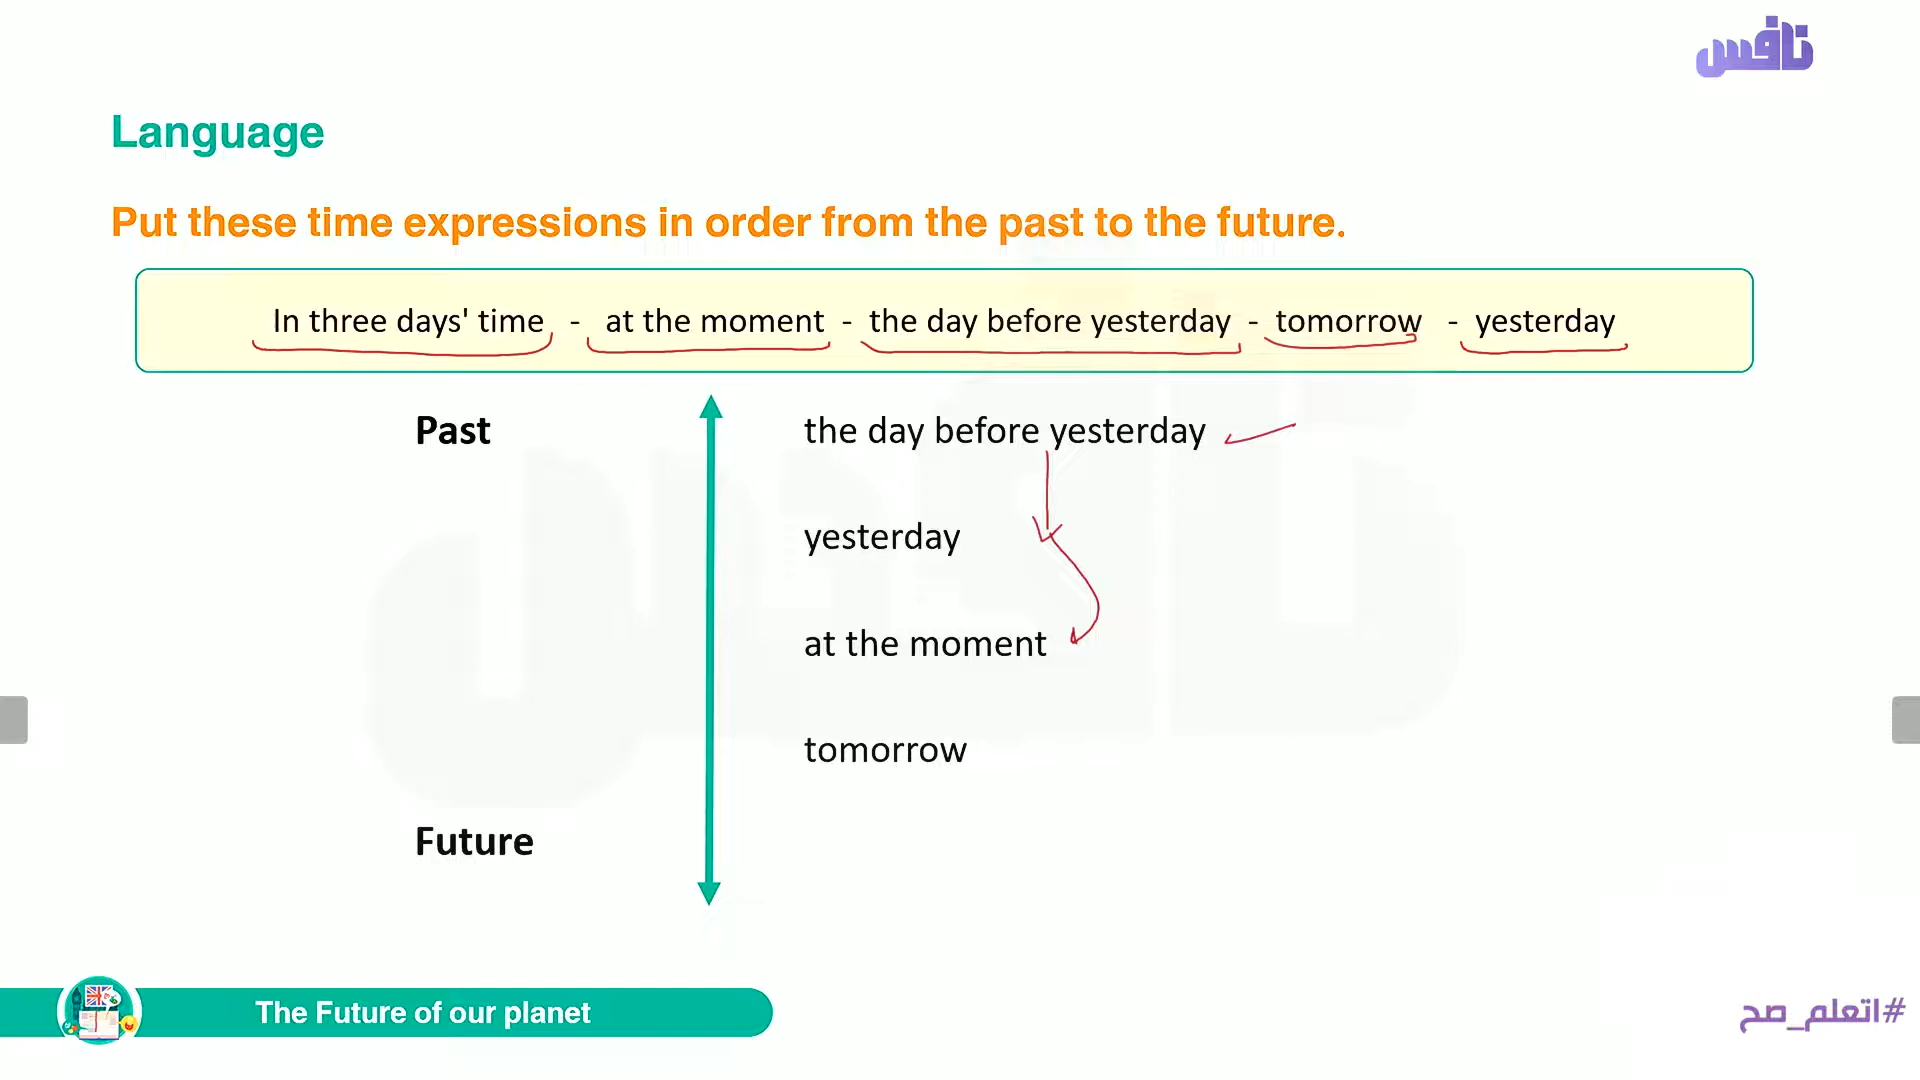 نافس
Language
Put these time expressions in order from the past to the future.
In three days' time - at the moment - the day before yesterday - tomorrow - yesterday
Past the day before yesterday
yesterday
at the moment
tomorrow
Future
The Future of our planet
#اتعلم_صح